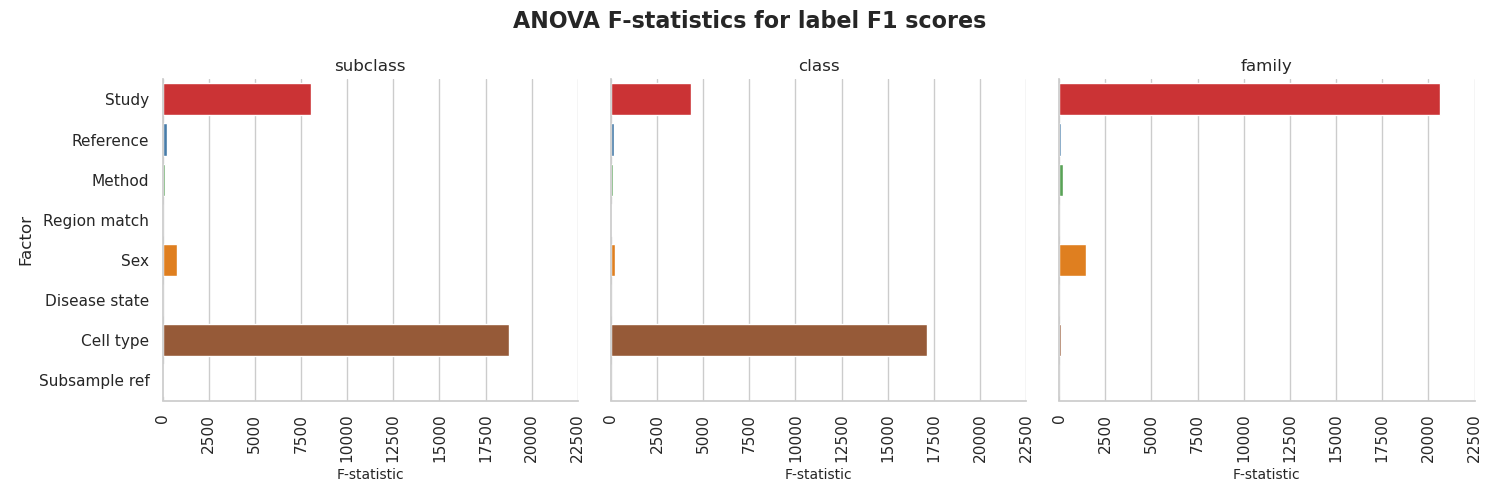 ANOVA F-statistics for label F1 scores
subclass
class
family
Factor
Study
Reference
Method
Region match
Sex
Disease state
Cell type
Subsample ref
0 2500 5000 7500 10000 12500 15000 17500 20000 22500
0 2500 5000 7500 10000 12500 15000 17500 20000 22500
0 2500 5000 7500 10000 12500 15000 17500 20000 22500
F-statistic
F-statistic
F-statistic